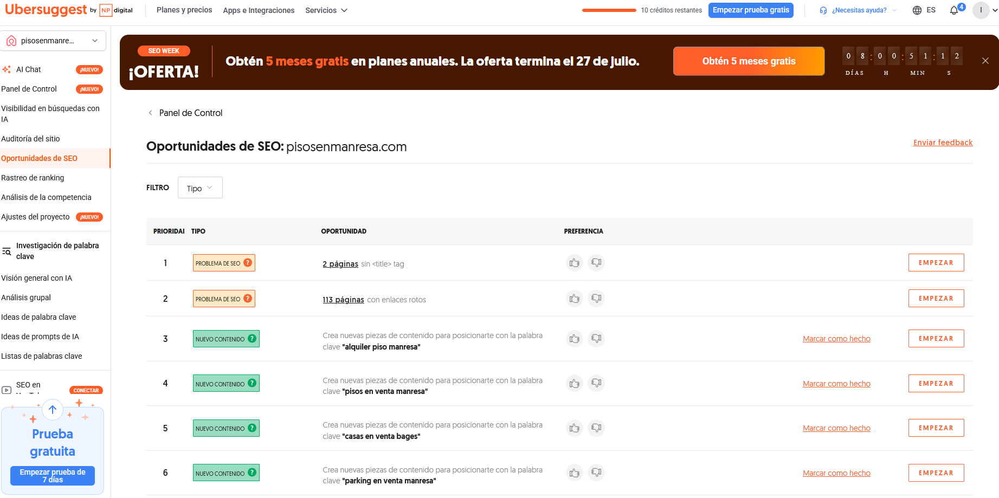 Ubersuggest by NP digital
Planes y precios Apps e Integraciones Servicios
10 créditos restantes Empezar prueba gratis ¿Necesitas ayuda? ES 4 I
pisosenmanre...
AI Chat ¡NUEVO!
Panel de Control ¡NUEVO!
Visibilidad en búsquedas con
IA
Auditoría del sitio
Oportunidades de SEO
Rastreo de ranking
Análisis de la competencia
Ajustes del proyecto ¡NUEVO!
Investigación de palabra
clave
Visión general con IA
Análisis grupal
Ideas de palabra clave
Ideas de prompts de IA
Listas de palabras clave
SEO en
CONECTAR
Prueba
gratuita
Empezar prueba de
7 días
SEO WEEK
¡OFERTA!
Obtén 5 meses gratis en planes anuales. La oferta termina el 27 de julio.
Obtén 5 meses gratis
0 8 : 0 0 : 5 1 : 1 2
DÍAS H MIN S
Panel de Control
Oportunidades de SEO: pisosenmanresa.com
Enviar feedback
FILTRO Tipo
PRIORIDAI TIPO OPORTUNIDAD PREFERENCIA
1 PROBLEMA DE SEO ? 2 páginas sin <title> tag EMPEZAR
2 PROBLEMA DE SEO ? 113 páginas con enlaces rotos EMPEZAR
3 NUEVO CONTENIDO ? Crea nuevas piezas de contenido para posicionarte con la palabra
clave "alquiler piso manresa" Marcar como hecho EMPEZAR
4 NUEVO CONTENIDO ? Crea nuevas piezas de contenido para posicionarte con la palabra
clave "pisos en venta manresa" Marcar como hecho EMPEZAR
5 NUEVO CONTENIDO ? Crea nuevas piezas de contenido para posicionarte con la palabra
clave "casas en venta bages" Marcar como hecho EMPEZAR
6 NUEVO CONTENIDO ? Crea nuevas piezas de contenido para posicionarte con la palabra
clave "parking en venta manresa" Marcar como hecho EMPEZAR